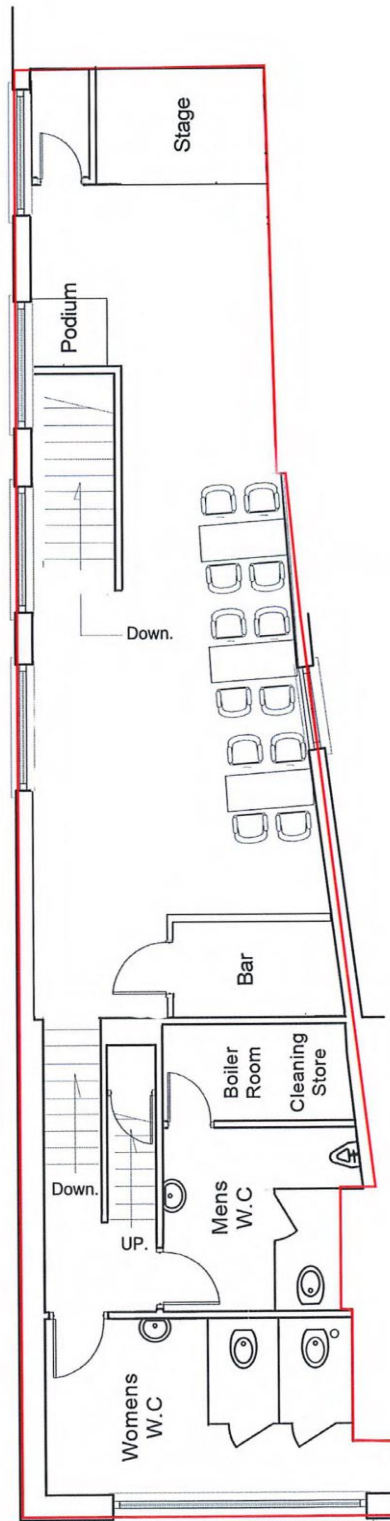 Stage
Podium
Down.
Bar
Boiler
Room
Cleaning
Store
Down.
UP.
Mens
W.C
Womens
W.C